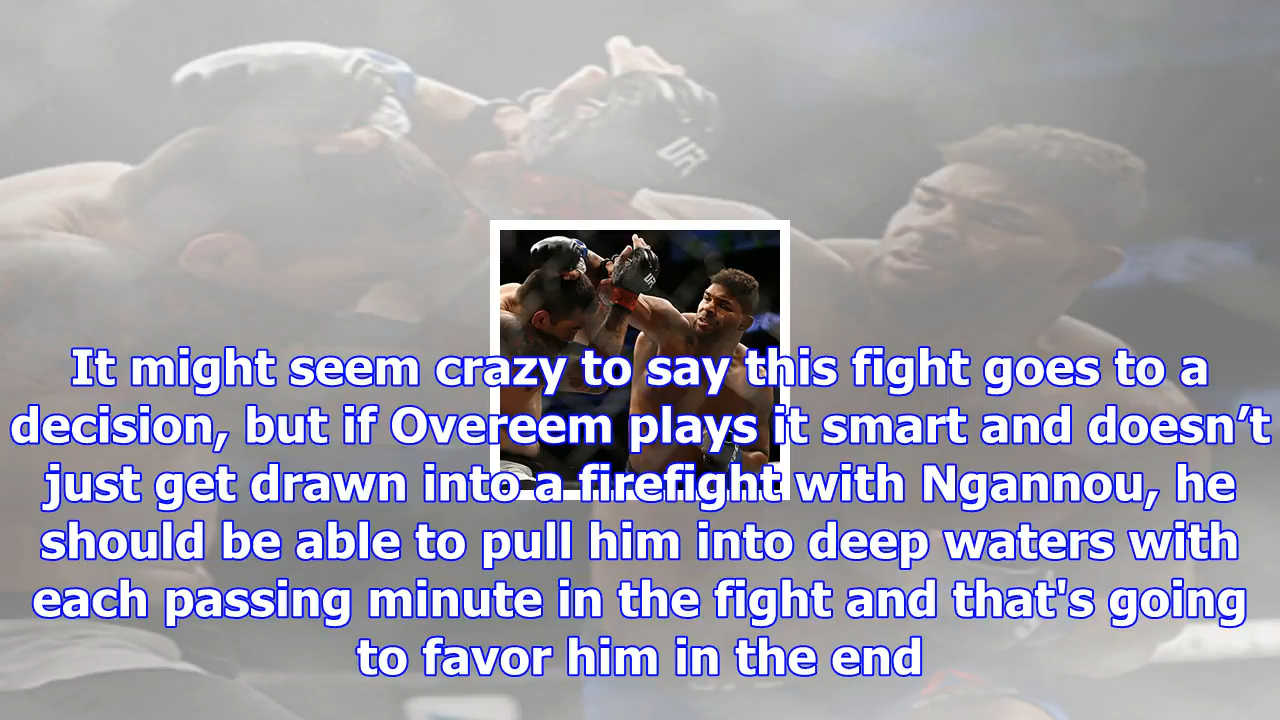 UFC
UFC
It might seem crazy to say this fight goes to a
decision, but if Overeem plays it smart and doesn’t
just get drawn into a firefight with Ngannou, he
should be able to pull him into deep waters with
each passing minute in the fight and that's going
to favor him in the end